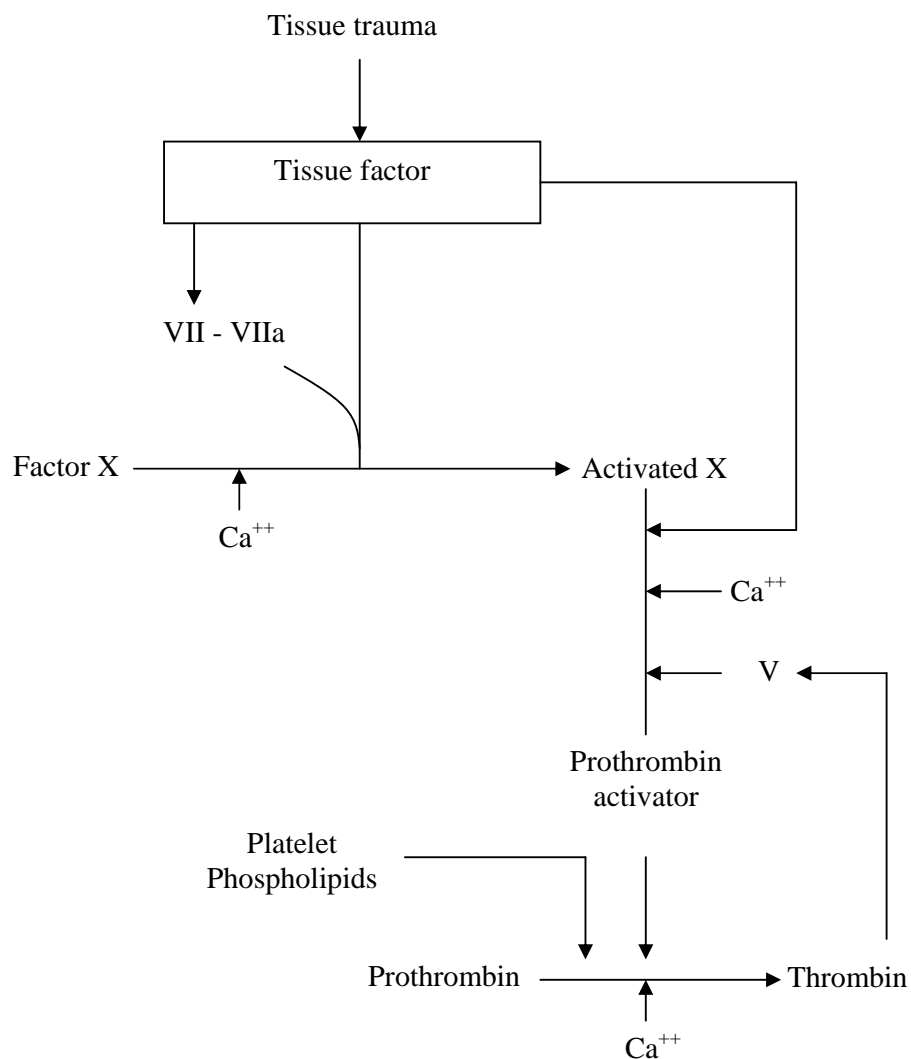 Tissue trauma
Tissue factor
VII - VIIa
Factor X
Activated X
Ca++
Ca++
V
Prothrombin
activator
Platelet
Phospholipids
Prothrombin
Thrombin
Ca++